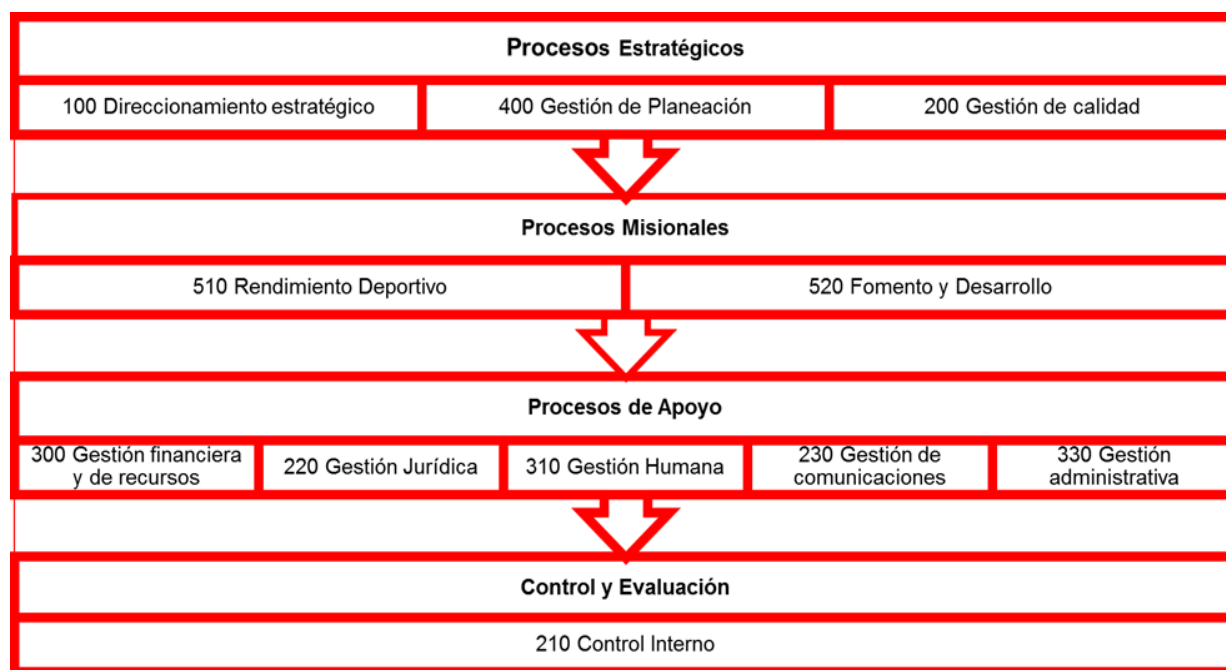 Procesos Estratégicos
100 Direccionamiento estratégico
400 Gestión de Planeación
200 Gestión de calidad
Procesos Misionales
510 Rendimiento Deportivo
520 Fomento y Desarrollo
Procesos de Apoyo
300 Gestión financiera
y de recursos
220 Gestión Jurídica
310 Gestión Humana
230 Gestión de
comunicaciones
330 Gestión
administrativa
Control y Evaluación
210 Control Interno